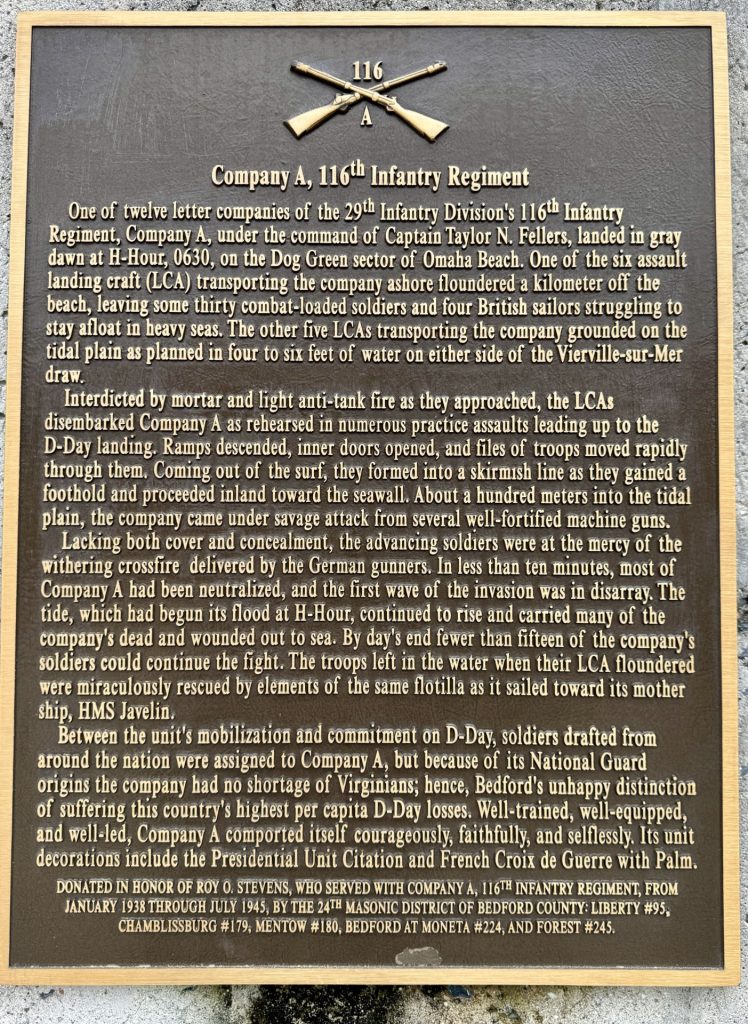 116
A
Company A, 116th Infantry Regiment
One of twelve letter companies of the 29th Infantry Division's 116th Infantry
Regiment, Company A, under the command of Captain Taylor N. Fellers, landed in gray
dawn at H-Hour, 0630, on the Dog Green sector of Omaha Beach. One of the six assault
landing craft (LCA) transporting the company ashore floundered a kilometer off the
beach, leaving some thirty combat-loaded soldiers and four British sailors struggling to
stay afloat in heavy seas. The other five LCAs transporting the company grounded on the
tidal plain as planned in four to six feet of water on either side of the Vierville-sur-Mer
draw.
Interdicted by mortar and light anti-tank fire as they approached, the LCAs
disembarked Company A as rehearsed in numerous practice assaults leading up to the
D-Day landing. Ramps descended, inner doors opened, and files of troops moved rapidly
through them. Coming out of the surf, they formed into a skirmish line as they gained a
foothold and proceeded inland toward the seawall. About a hundred meters into the tidal
plain, the company came under savage attack from several well-fortified machine guns.
Lacking both cover and concealment, the advancing soldiers were at the mercy of the
withering crossfire delivered by the German gunners. In less than ten minutes, most of
Company A had been neutralized, and the first wave of the invasion was in disarray. The
tide, which had begun its flood at H-Hour, continued to rise and carried many of the
company's dead and wounded out to sea. By day's end fewer than fifteen of the company's
soldiers could continue the fight. The troops left in the water when their LCA floundered
were miraculously rescued by elements of the same flotilla as it sailed toward its mother
ship, HMS Javelin.
Between the unit's mobilization and commitment on D-Day, soldiers drafted from
around the nation were assigned to Company A, but because of its National Guard
origins the company had no shortage of Virginians; hence, Bedford's unhappy distinction
of suffering this country's highest per capita D-Day losses. Well-trained, well-equipped,
and well-led, Company A comported itself courageously, faithfully, and selflessly. Its unit
decorations include the Presidential Unit Citation and French Croix de Guerre with Palm.
DONATED IN HONOR OF ROY O. STEVENS, WHO SERVED WITH COMPANY A, 116TH INFANTRY REGIMENT, FROM
JANUARY 1938 THROUGH JULY 1945, BY THE 24TH MASONIC DISTRICT OF BEDFORD COUNTY: LIBERTY #95,
CHAMBLISSBURG #179, MENTOW #180, BEDFORD AT MONETA #224, AND FOREST #245.